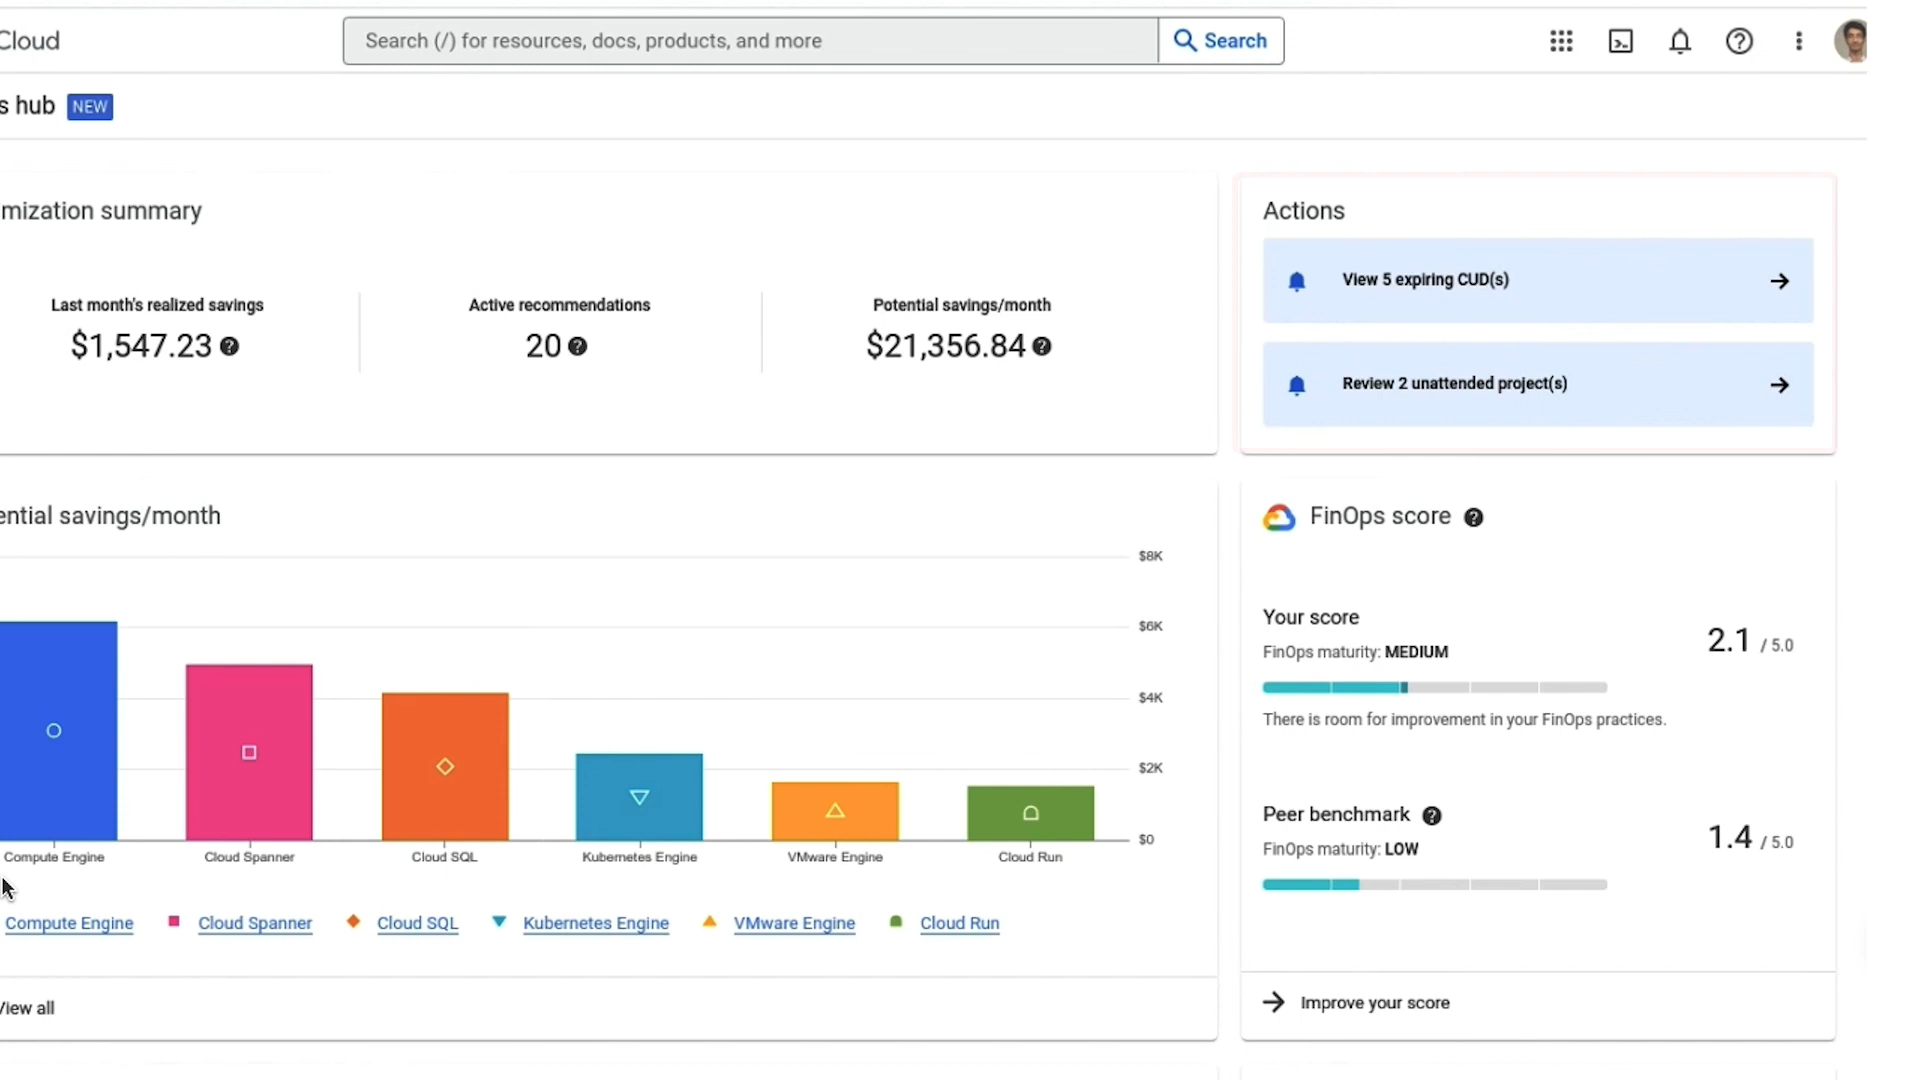 Cloud
Search (/) for resources, docs, products, and more
Search
s hub NEW
mization summary
Last month's realized savings
$1,547.23
Active recommendations
20
Potential savings/month
$21,356.84
Actions
View 5 expiring CUD(s)
Review 2 unattended project(s)
ential savings/month
$8K
$6K
$4K
$2K
$0
Compute Engine Cloud Spanner Cloud SQL Kubernetes Engine VMware Engine Cloud Run
Compute Engine Cloud Spanner Cloud SQL Kubernetes Engine VMware Engine Cloud Run
View all
FinOps score
Your score
FinOps maturity: MEDIUM
2.1 / 5.0
There is room for improvement in your FinOps practices.
Peer benchmark
FinOps maturity: LOW
1.4 / 5.0
Improve your score